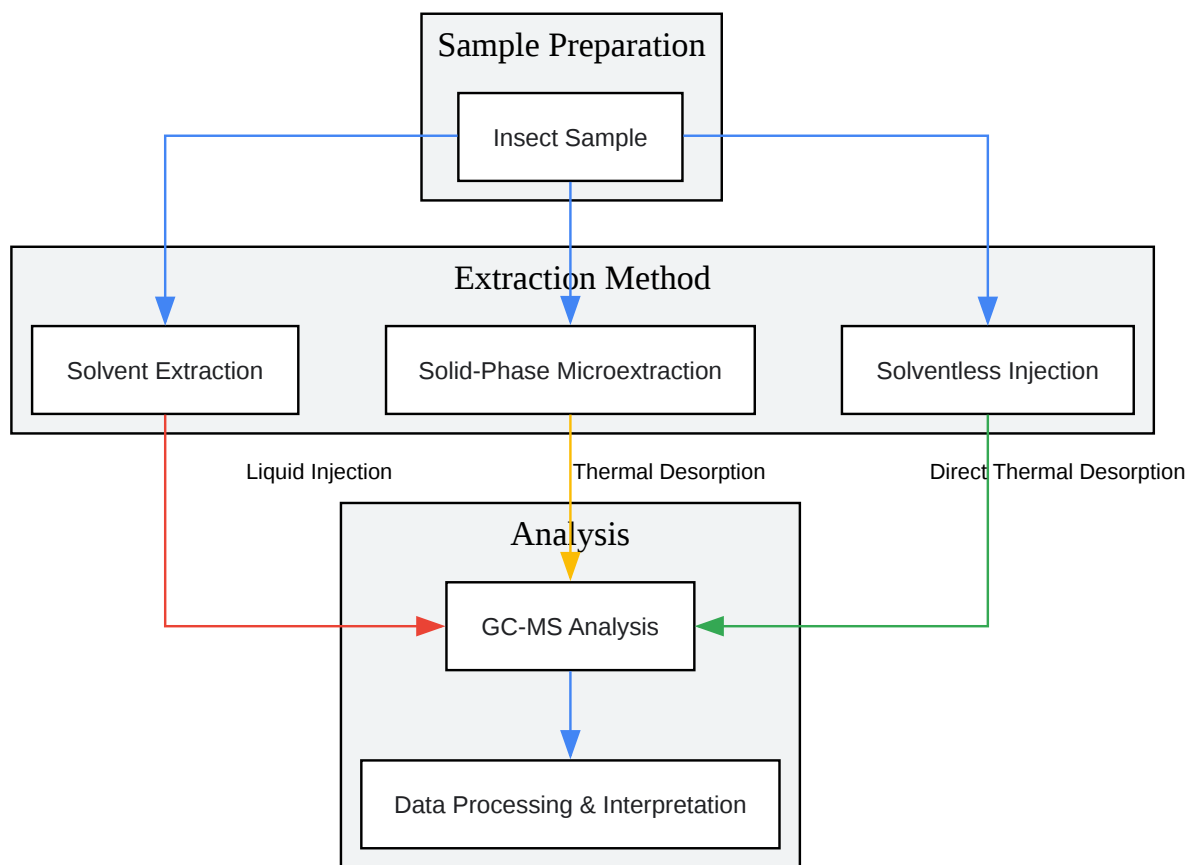 Sample Preparation
Insect Sample
Extraction Method
Solvent Extraction
Solid-Phase Microextraction
Solventless Injection
Liquid Injection
Thermal Desorption
Direct Thermal Desorption
Analysis
GC-MS Analysis
Data Processing & Interpretation